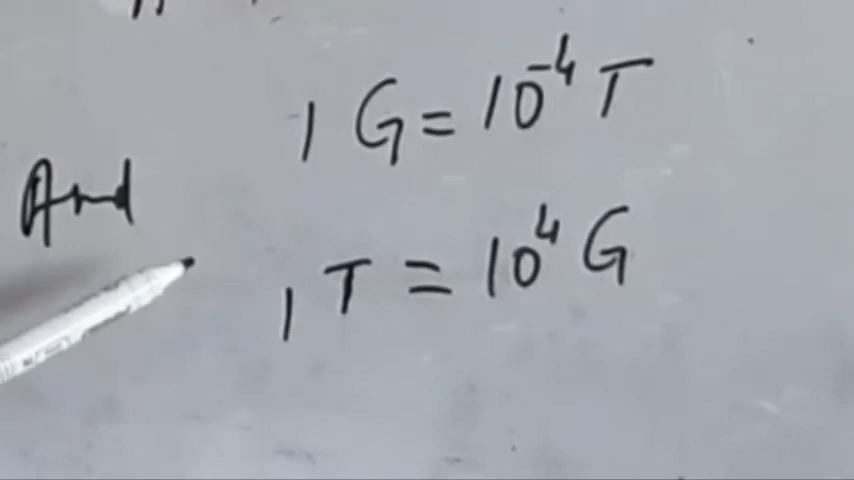 1 G = 10⁻⁴ T
And
1 T = 10⁴ G